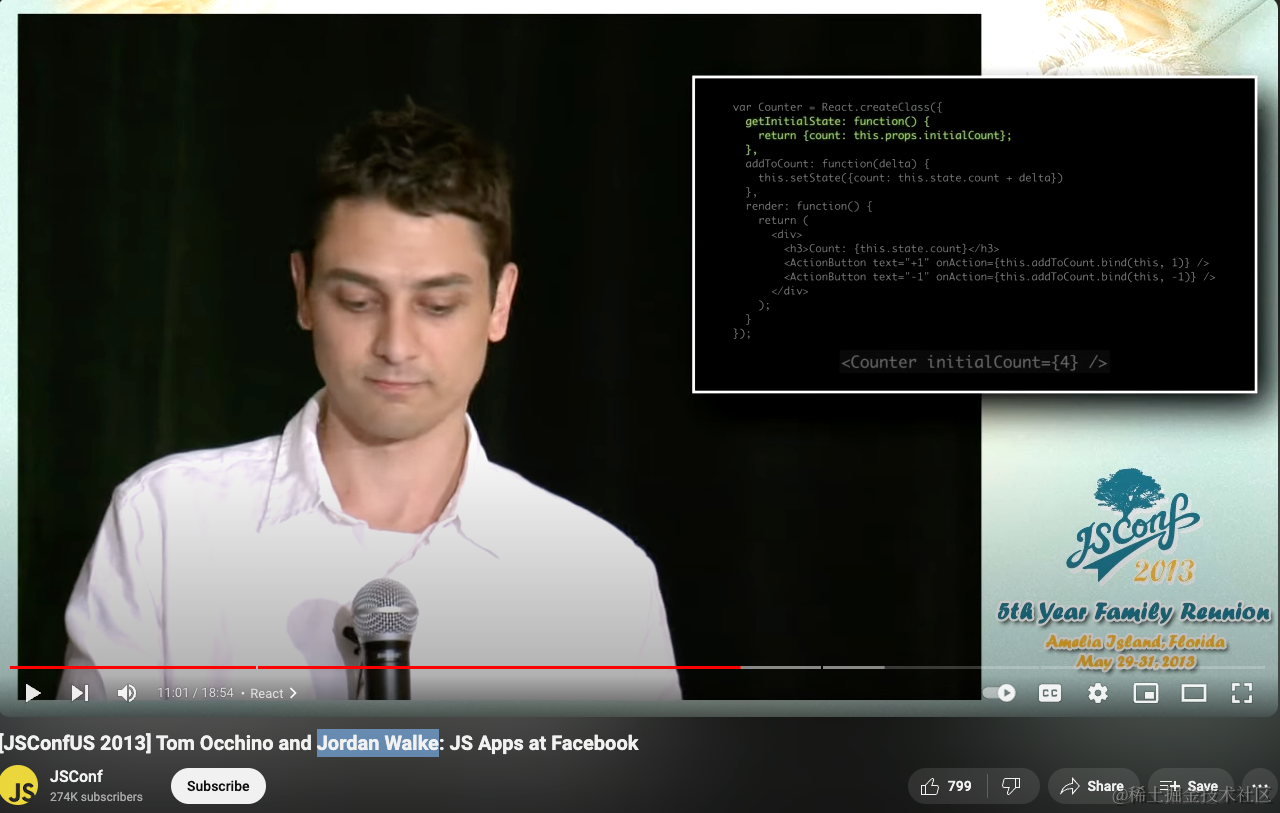 var Counter = React.createClass({
getInitialState: function() {
return {count: this.props.initialCount};
},
addToCount: function(delta) {
this.setState({count: this.state.count + delta})
},
render: function() {
return (
<div>
<h3>Count: {this.state.count}</h3>
<ActionButton text="+1" onAction={this.addToCount.bind(this, 1)} />
<ActionButton text="-1" onAction={this.addToCount.bind(this, -1)} />
</div>
);
}
});
<Counter initialCount={4} />
JSConf
2013
5th Year Family Reunion
Amelia Island, Florida
May 29-31, 2013
11:01 / 18:54 • React
CC
[JSConfUS 2013] Tom Occhino and Jordan Walke: JS Apps at Facebook
JS
JSConf
274K subscribers
Subscribe
799
Share
Save
@稀土掘金技术社区